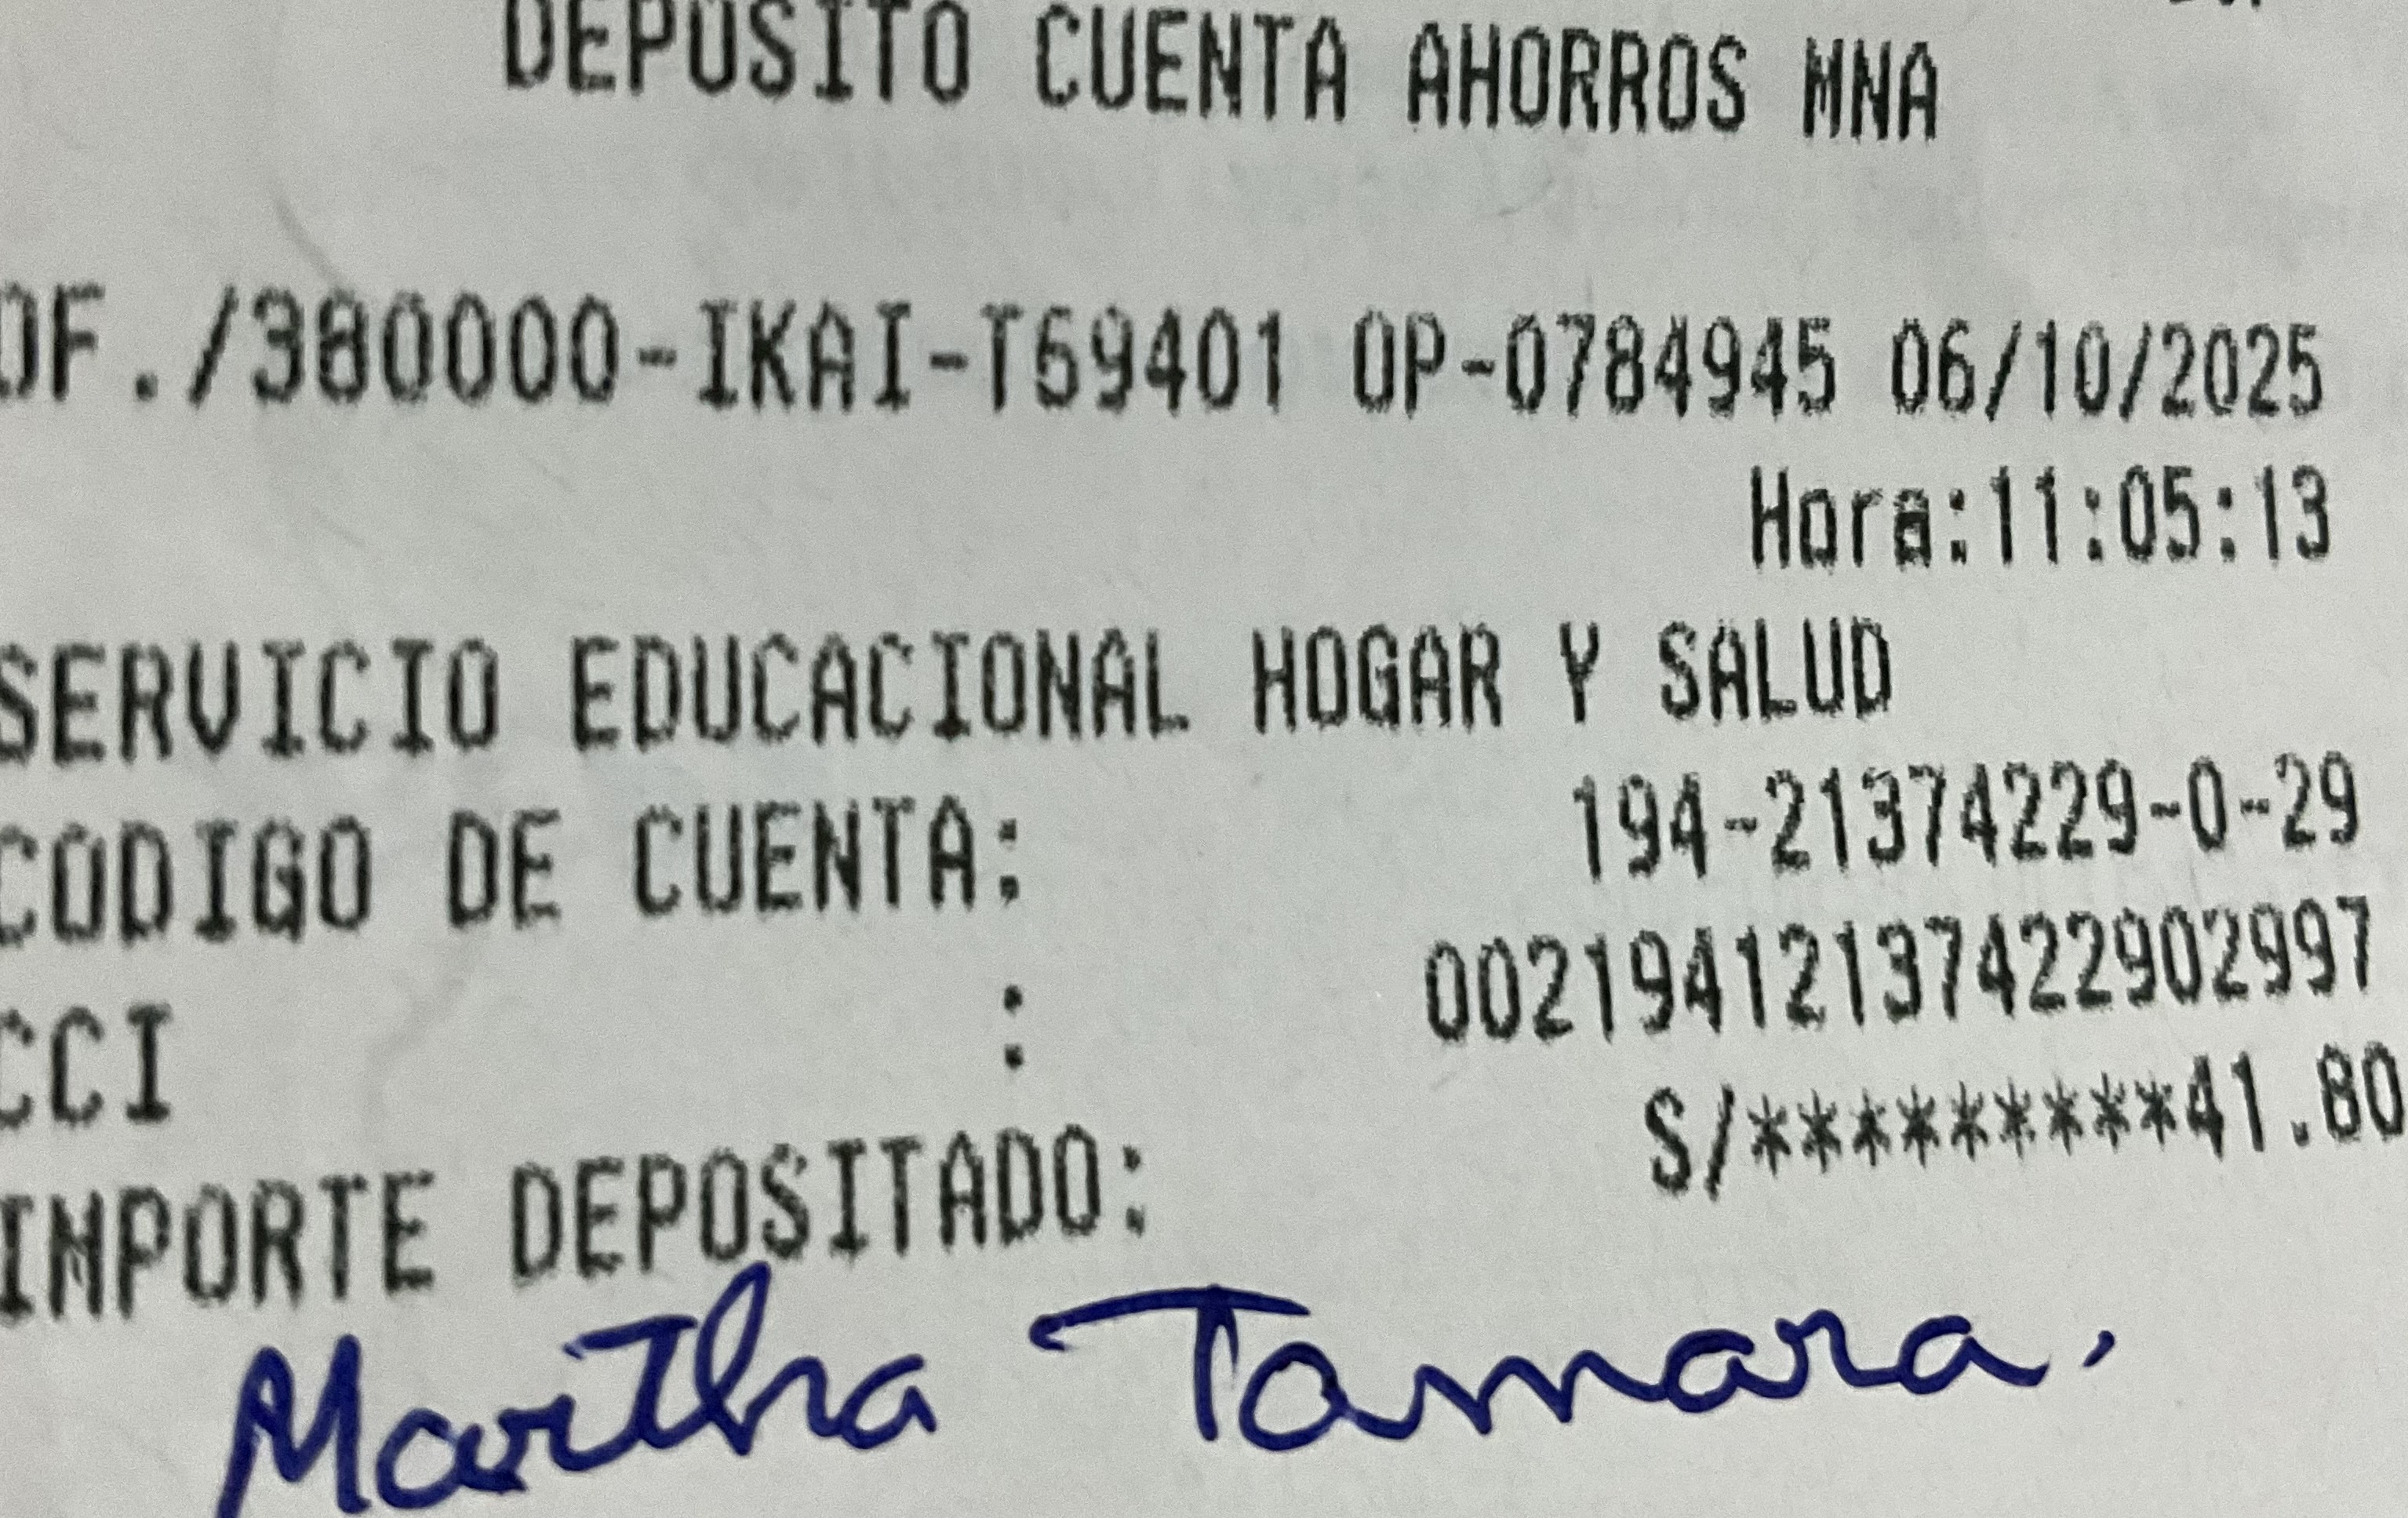 DEPOSITO CUENTA AHORROS MNA
OF./380000-IKAI-T69401 OP-0784945 06/10/2025
Hora:11:05:13
SERVICIO EDUCACIONAL HOGAR Y SALUD
CODIGO DE CUENTA: 194-21374229-0-29
CCI : 00219412137422902997
IMPORTE DEPOSITADO: S/*********41.80
Martha Tamara.